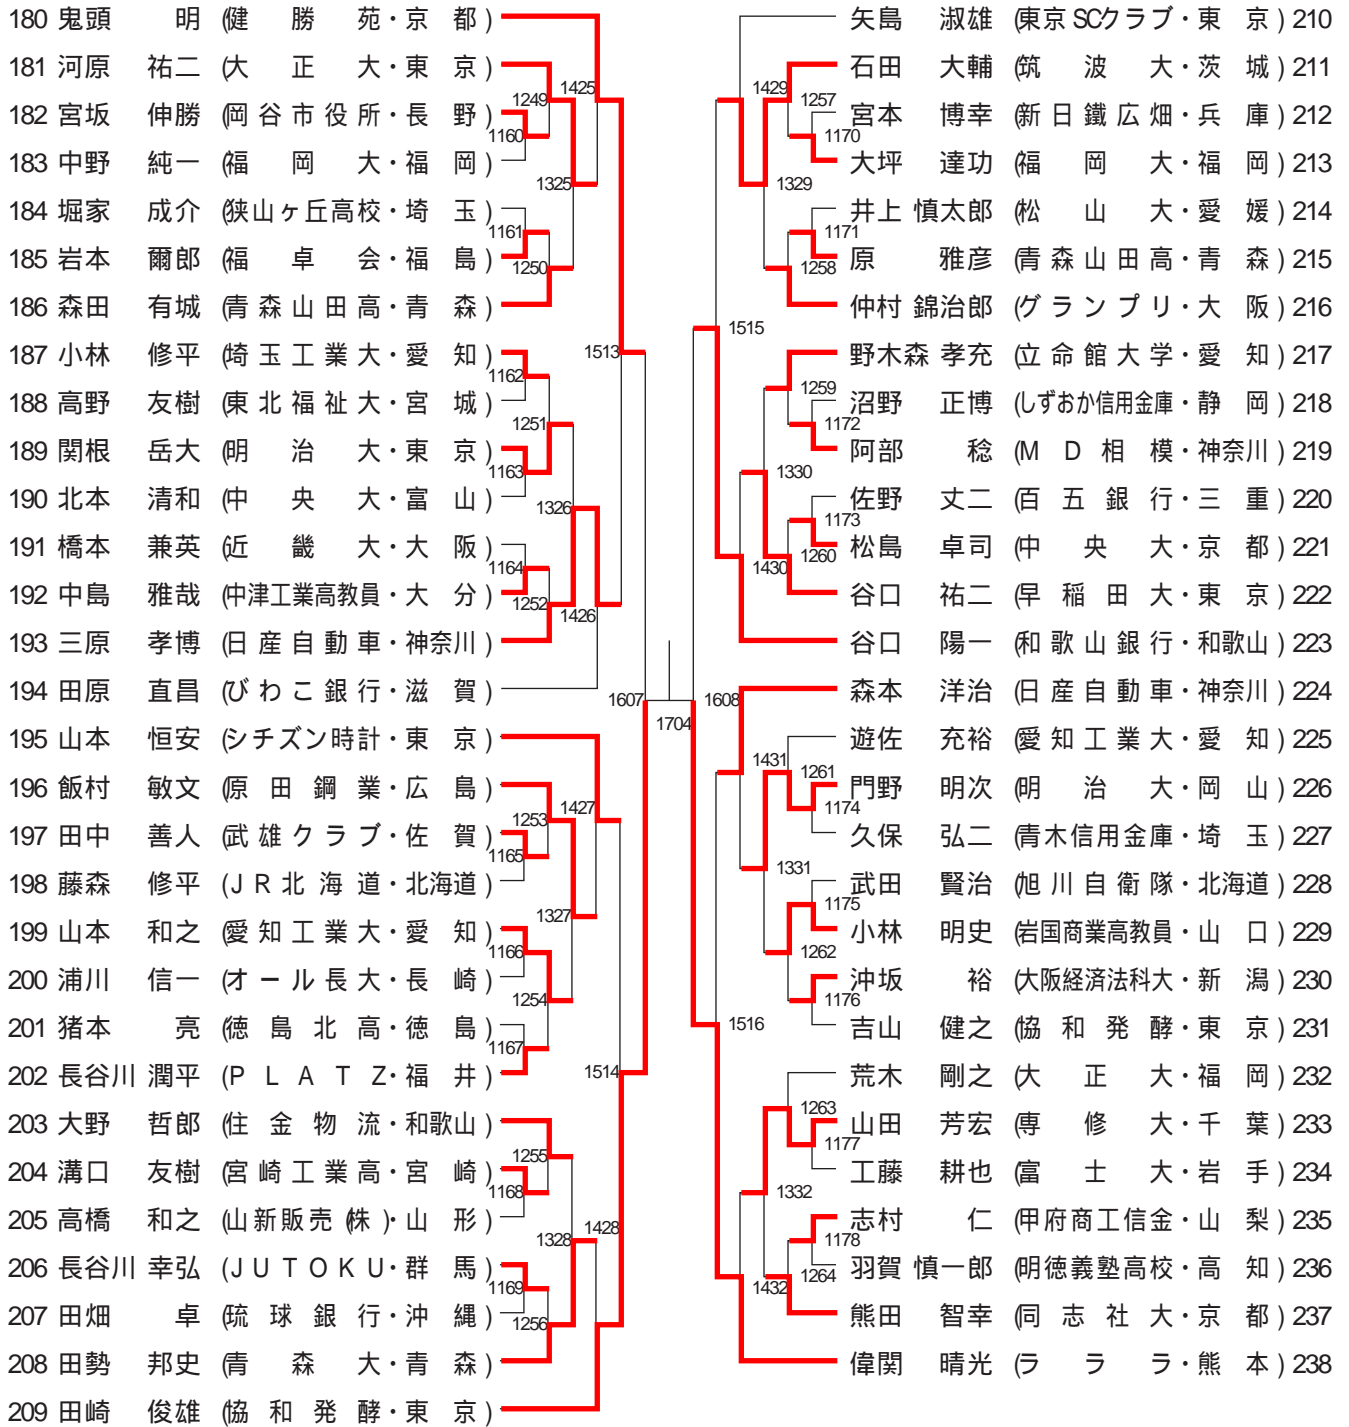 180 鬼頭 明 (健勝苑・京都)
181 河原 祐二 (大正大・東京)
182 宮坂 伸勝 (岡谷市役所・長野)
183 中野 純一 (福岡大・福岡)
184 堀家 成介 (狭山ヶ丘高校・埼玉)
185 岩本 爾郎 (福卓会・福島)
186 森田 有城 (青森山田高・青森)
187 小林 修平 (埼玉工業大・愛知)
188 高野 友樹 (東北福祉大・宮城)
189 関根 岳大 (明治大・東京)
190 北本 清和 (中央大・富山)
191 橋本 兼英 (近畿大・大阪)
192 中島 雅哉 (中津工業高教員・大分)
193 三原 孝博 (日産自動車・神奈川)
194 田原 直昌 (びわこ銀行・滋賀)
195 山本 恒安 (シチズン時計・東京)
196 飯村 敏文 (原田鋼業・広島)
197 田中 善人 (武雄クラブ・佐賀)
198 藤森 修平 (JR北海道・北海道)
199 山本 和之 (愛知工業大・愛知)
200 浦川 信一 (オール長大・長崎)
201 猪本 亮 (徳島北高・徳島)
202 長谷川 潤平 (PLATZ・福井)
203 大野 哲郎 (住金物流・和歌山)
204 溝口 友樹 (宮崎工業高・宮崎)
205 高橋 和之 (山新販売(株)・山形)
206 長谷川 幸弘 (JUTOKU・群馬)
207 田畑 卓 (琉球銀行・沖縄)
208 田勢 邦史 (青森大・青森)
209 田崎 俊雄 (協和発酵・東京)
1160
1161
1162
1163
1164
1165
1166
1167
1168
1169
1249
1250
1251
1252
1253
1254
1255
1256
1325
1326
1327
1328
1425
1426
1427
1428
1513
1514
1607
1704
1608
1515
1516
1429
1430
1431
1432
1329
1330
1331
1332
1257
1258
1259
1260
1261
1262
1263
1264
1170
1171
1172
1173
1174
1175
1176
1177
1178
矢島 淑雄 (東京SCクラブ・東京) 210
石田 大輔 (筑波大・茨城) 211
宮本 博幸 (新日鐵広畑・兵庫) 212
大坪 達功 (福岡大・福岡) 213
井上 慎太郎 (松山大・愛媛) 214
原 雅彦 (青森山田高・青森) 215
仲村 錦治郎 (グランプリ・大阪) 216
野木森 孝充 (立命館大学・愛知) 217
沼野 正博 (しずおか信用金庫・静岡) 218
阿部 稔 (MD相模・神奈川) 219
佐野 丈二 (百五銀行・三重) 220
松島 卓司 (中央大・京都) 221
谷口 祐二 (早稲田大・東京) 222
谷口 陽一 (和歌山銀行・和歌山) 223
森本 洋治 (日産自動車・神奈川) 224
遊佐 充裕 (愛知工業大・愛知) 225
門野 明次 (明治大・岡山) 226
久保 弘二 (青木信用金庫・埼玉) 227
武田 賢治 (旭川自衛隊・北海道) 228
小林 明史 (岩国商業高教員・山口) 229
沖坂 裕 (大阪経済法科大・新潟) 230
吉山 健之 (協和発酵・東京) 231
荒木 剛之 (大正大・福岡) 232
山田 芳宏 (専修大・千葉) 233
工藤 耕也 (富士大・岩手) 234
志村 仁 (甲府商工信金・山梨) 235
羽賀 慎一郎 (明徳義塾高校・高知) 236
熊田 智幸 (同志社大・京都) 237
偉関 晴光 (ララ ラ・熊本) 238